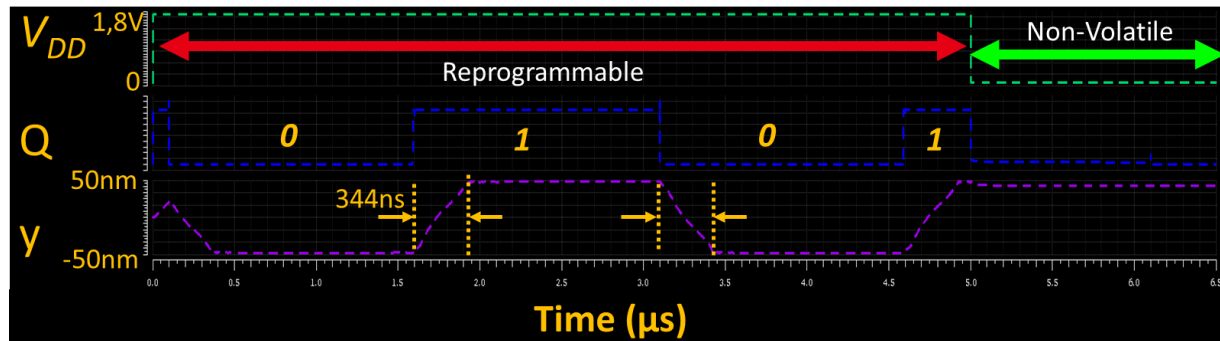 V_DD
1,8V
0
Reprogrammable
Non-Volatile
Q
0
1
0
1
y
50nm
-50nm
344ns
0.0 0.5 1.0 1.5 2.0 2.5 3.0 3.5 4.0 4.5 5.0 5.5 6.0 6.5
Time (μs)